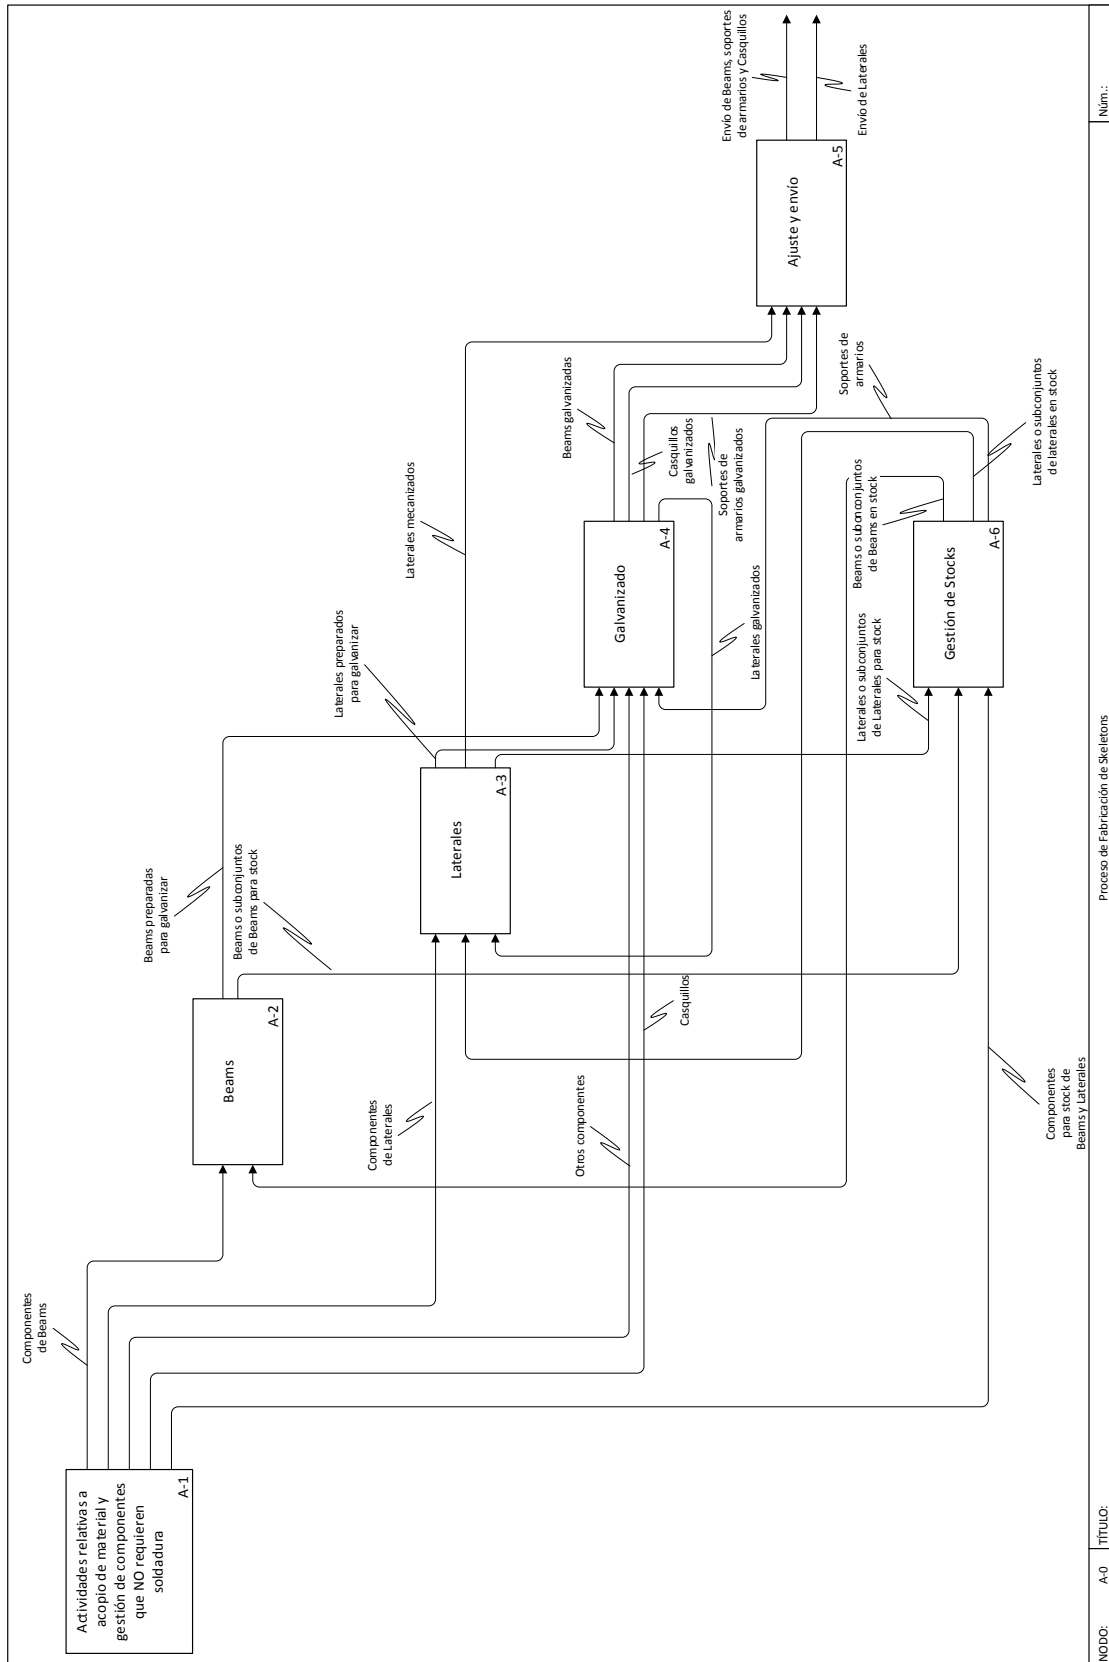 Actividades relativas a
acopio de material y
gestión de componentes
que NO requieren
soldadura
A-1
Componentes
de Beams
Beams
A-2
Beams preparadas
para galvanizar
Beams o subconjuntos
de Beams para stock
Componentes
de Laterales
Laterales
A-3
Laterales preparados
para galvanizar
Laterales mecanizados
Otros componentes
Casquillos
Galvanizado
A-4
Beams galvanizadas
Casquillos
galvanizados
Soportes de
armarios galvanizados
Laterales galvanizados
Ajuste y envío
A-5
Envío de Beams, soportes
de armarios y Casquillos
Envío de Laterales
Soportes de
armarios
Beams o subconjuntos
de Beams en stock
Laterales o subconjuntos
de Laterales para stock
Gestión de Stocks
A-6
Laterales o subconjuntos
de laterales en stock
Componentes
para stock de
Beams y Laterales
NODO:
A-0
TÍTULO:
Proceso de Fabricación de Skeletons
Núm.: